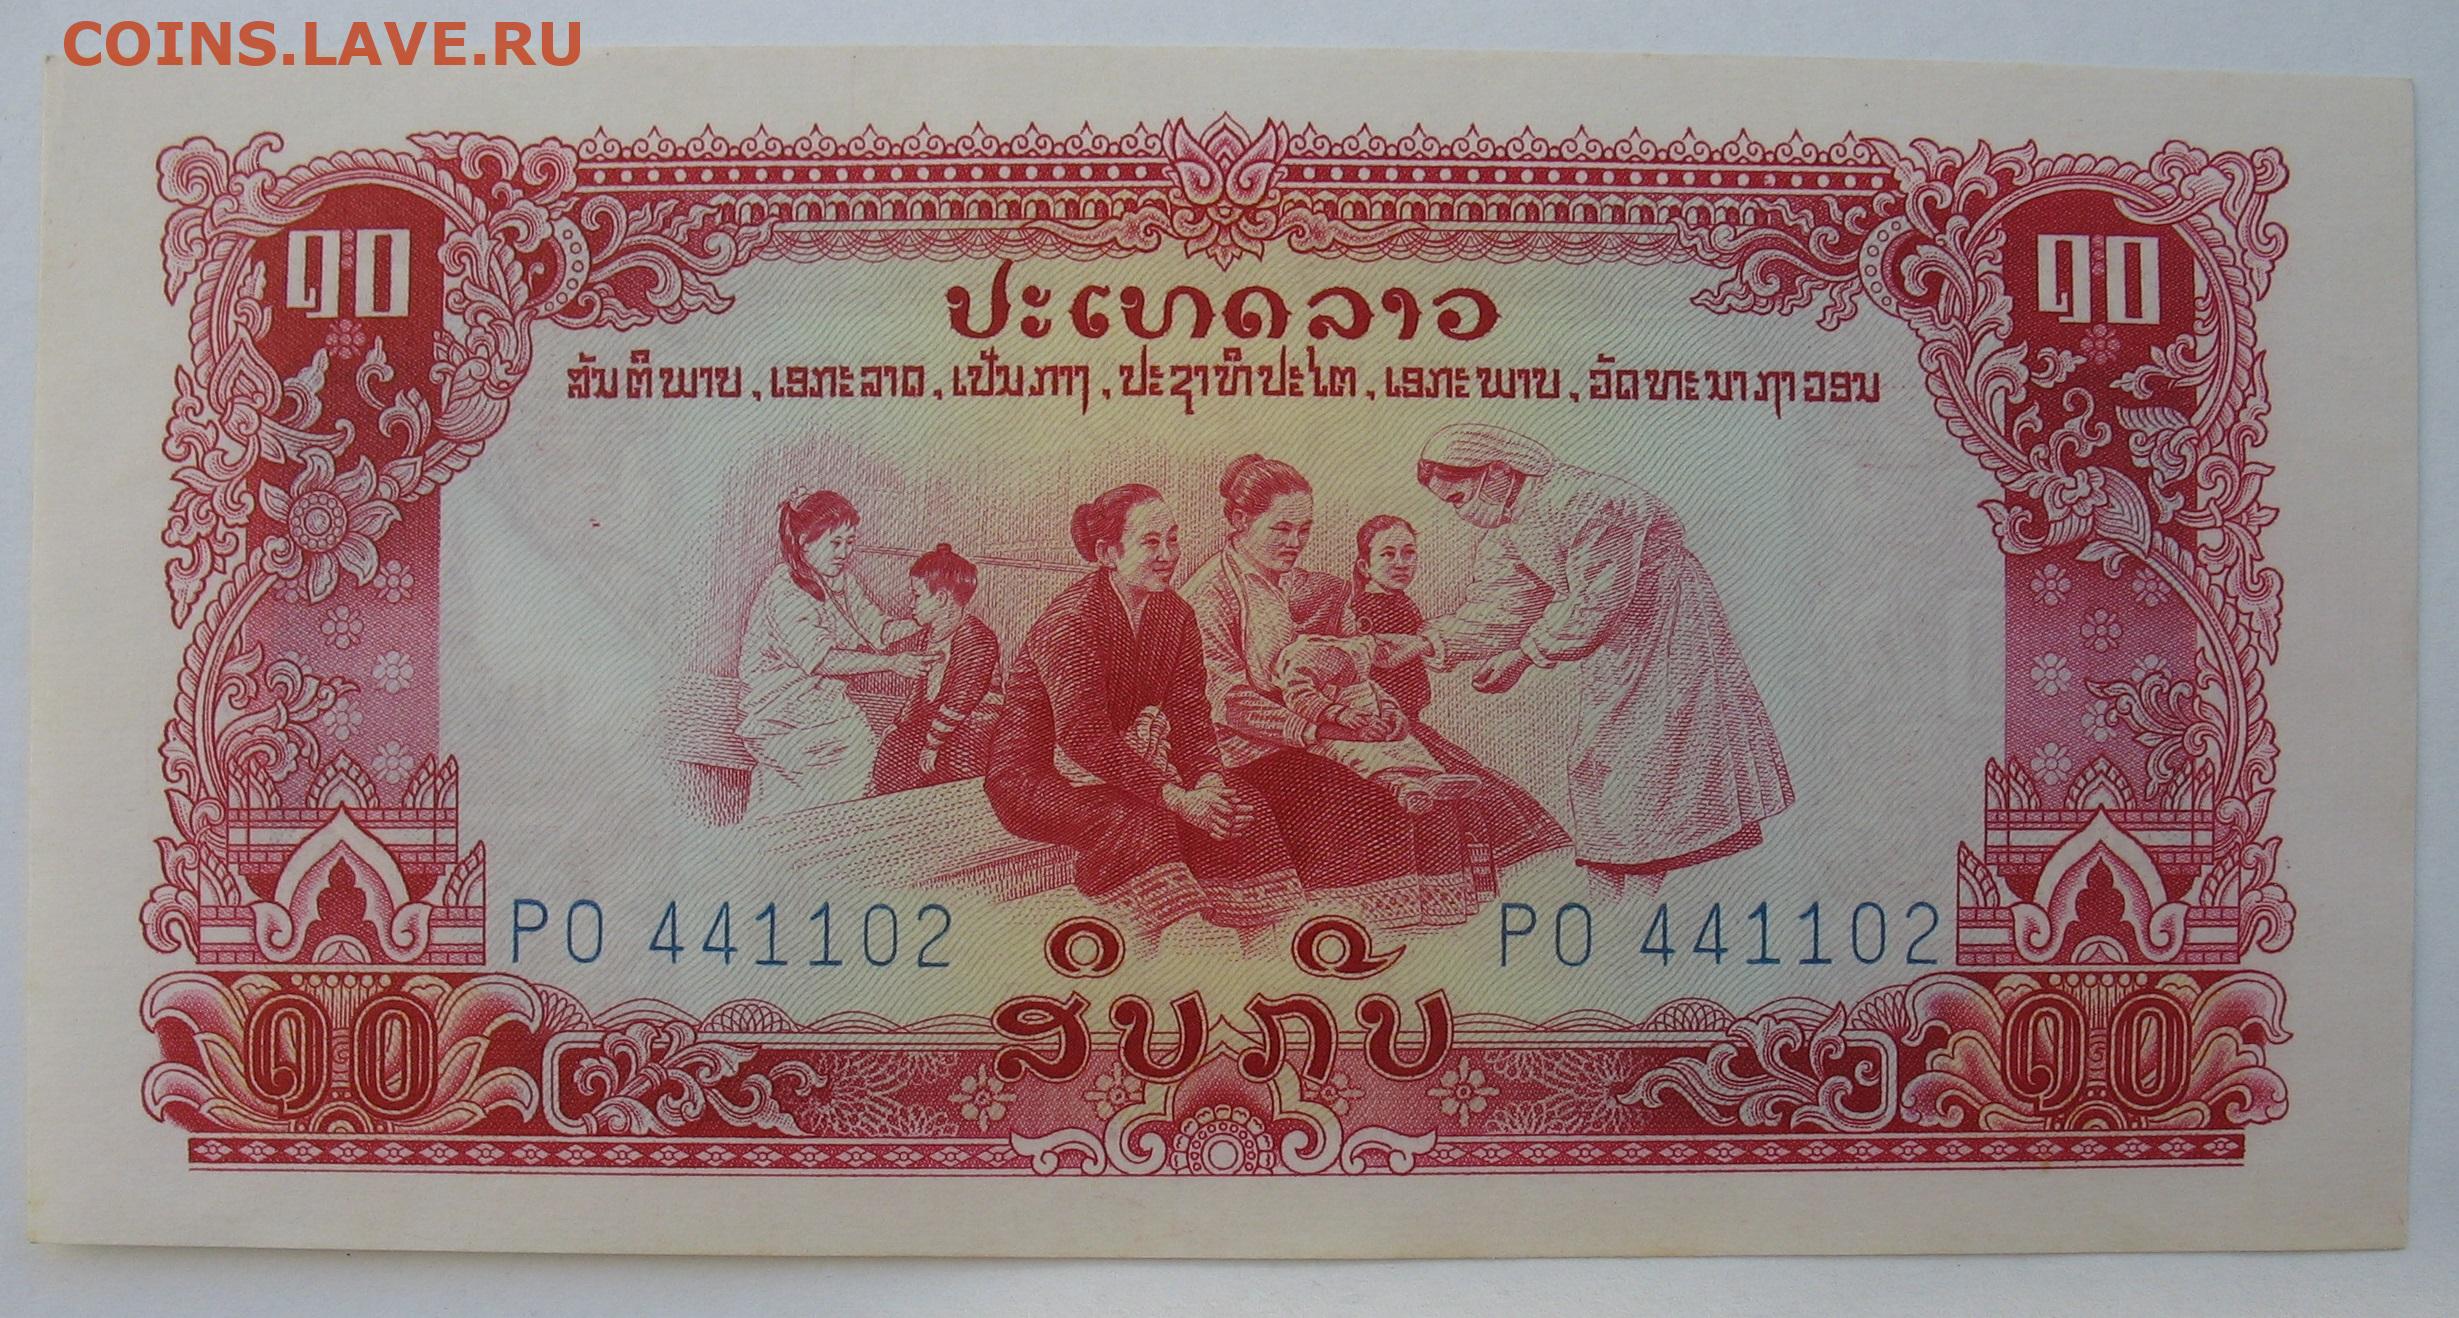 COINS.LAVE.RU
໑໐ ໑໐
ປະເທດລາວ
ສັນຕິພາບ, ເອກະລາດ, ເປັນກາງ, ປະຊາທິປະໄຕ, ເອກະພາບ, ວັດທະນາຖາວອນ
PO 441102 PO 441102
ສິບກີບ
໑໐ ໑໐